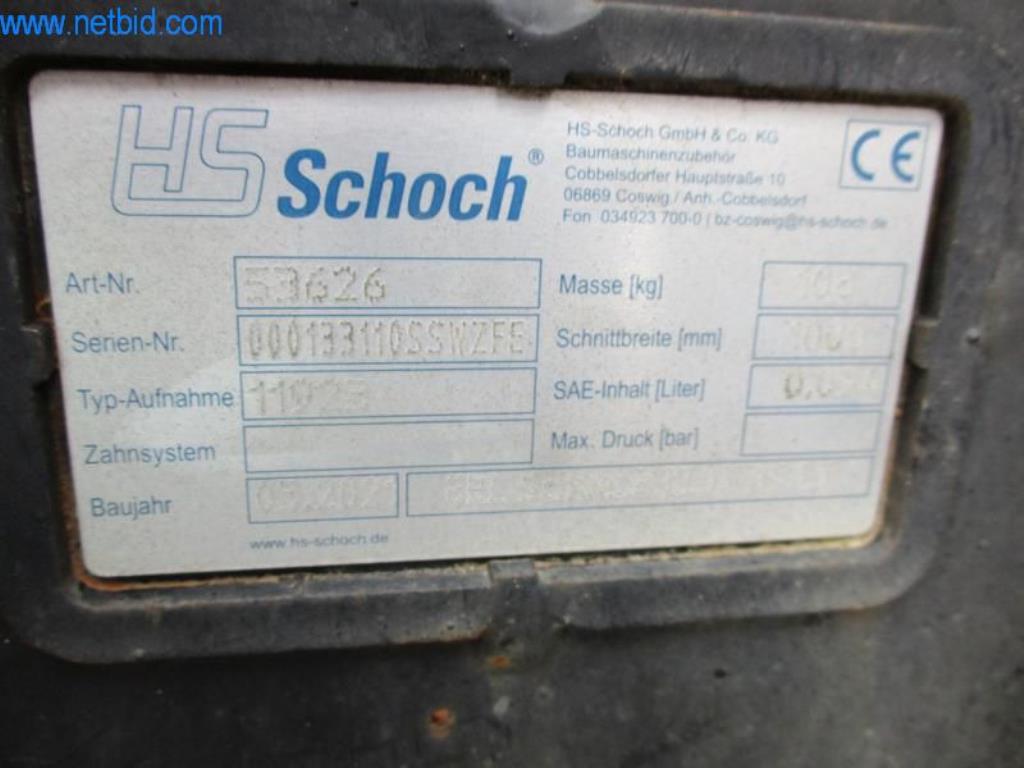 www.netbid.com
HS Schoch®
HS-Schoch GmbH & Co. KG
Baumaschinenzubehör
Cobbelsdorfer Hauptstraße 10
06869 Coswig / Anh.-Cobbelsdorf
Fon 034923 700-0 | bz-coswig@hs-schoch.de
CE
Art-Nr. 53626
Masse [kg]
Serien-Nr. 000133110SSWZFE
Schnittbreite [mm]
Typ-Aufnahme
SAE-Inhalt [Liter]
Zahnsystem
Max. Druck [bar]
Baujahr
www.hs-schoch.de